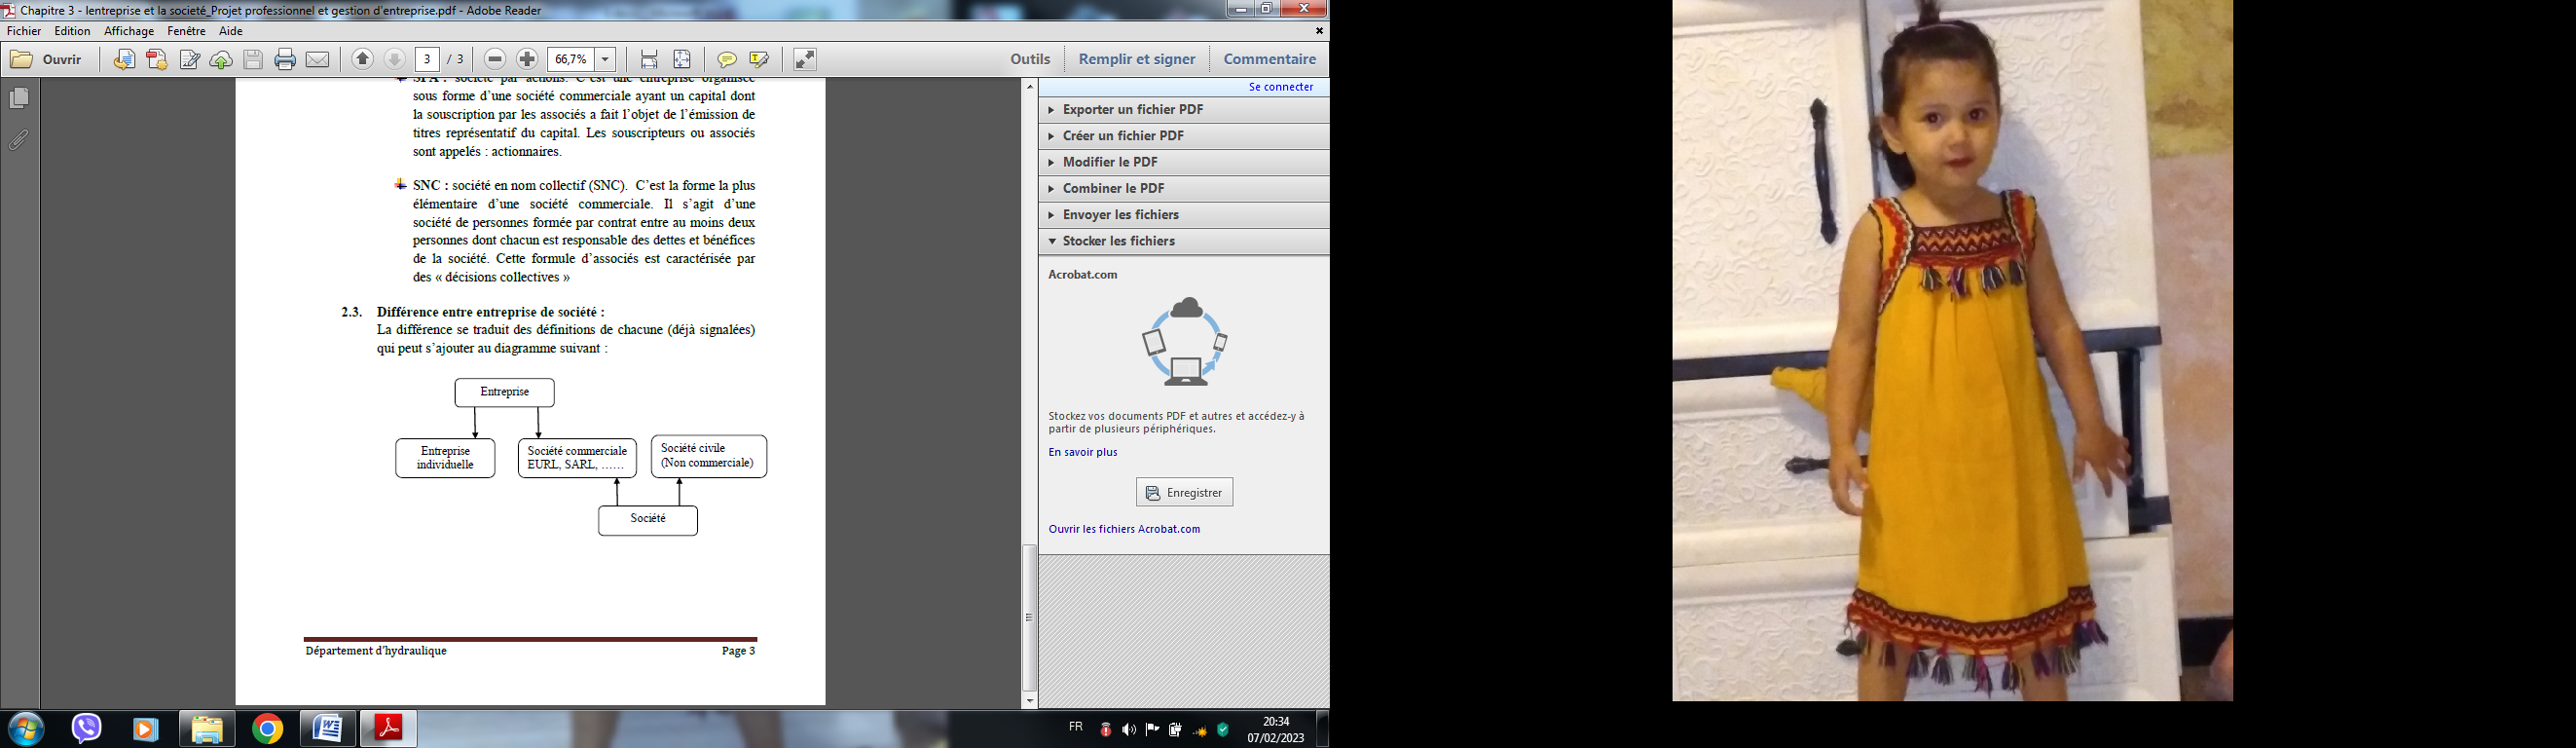 Chapitre 3 - lentreprise et la societé_Projet professionnel et gestion d'entreprise.pdf - Adobe Reader
Fichier Edition Affichage Fenêtre Aide
Ouvrir
3 / 3
66,7%
Outils
Remplir et signer
Commentaire
SPA : société par actions. C'est une entreprise organisée
sous forme d'une société commerciale ayant un capital dont
la souscription par les associés a fait l'objet de l'émission de
titres représentatif du capital. Les souscripteurs ou associés
sont appelés : actionnaires.
SNC : société en nom collectif (SNC). C'est la forme la plus
élémentaire d'une société commerciale. Il s'agit d'une
société de personnes formée par contrat entre au moins deux
personnes dont chacun est responsable des dettes et bénéfices
de la société. Cette formule d'associés est caractérisée par
des « décisions collectives »
2.3. Différence entre entreprise de société :
La différence se traduit des définitions de chacune (déjà signalées)
qui peut s'ajouter au diagramme suivant :
Entreprise
Entreprise
individuelle
Société commerciale
EURL, SARL, ……
Société civile
(Non commerciale)
Société
Département d'hydraulique
Page 3
Se connecter
Exporter un fichier PDF
Créer un fichier PDF
Modifier le PDF
Combiner le PDF
Envoyer les fichiers
Stocker les fichiers
Acrobat.com
Stockez vos documents PDF et autres et accédez-y à
partir de plusieurs périphériques.
En savoir plus
Enregistrer
Ouvrir les fichiers Acrobat.com
FR
20:34
07/02/2023